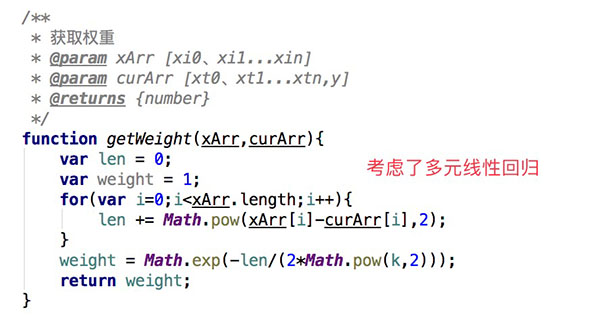 /**
 * 获取权重
 * @param xArr [xi0、xi1...xin]
 * @param curArr [xt0、xt1...xtn,y]
 * @returns {number}
 */
function getWeight(xArr,curArr){
    var len = 0;
    var weight = 1;
考虑了多元线性回归
    for(var i=0;i<xArr.length;i++){
        len += Math.pow(xArr[i]-curArr[i],2);
    }
    weight = Math.exp(-len/(2*Math.pow(k,2)));
    return weight;
}